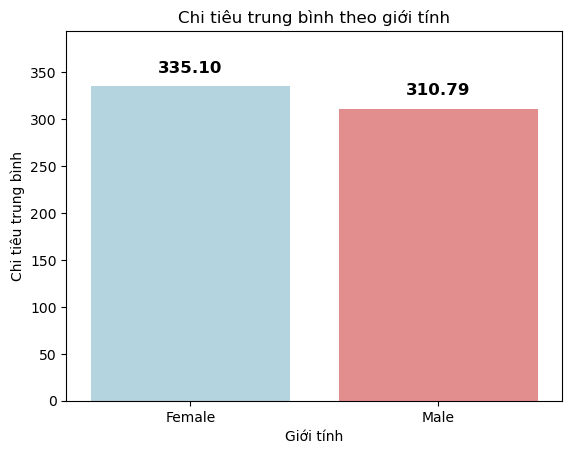 Chi tiêu trung bình theo giới tính
Chi tiêu trung bình
350
300
250
200
150
100
50
0
335.10
310.79
Female
Male
Giới tính